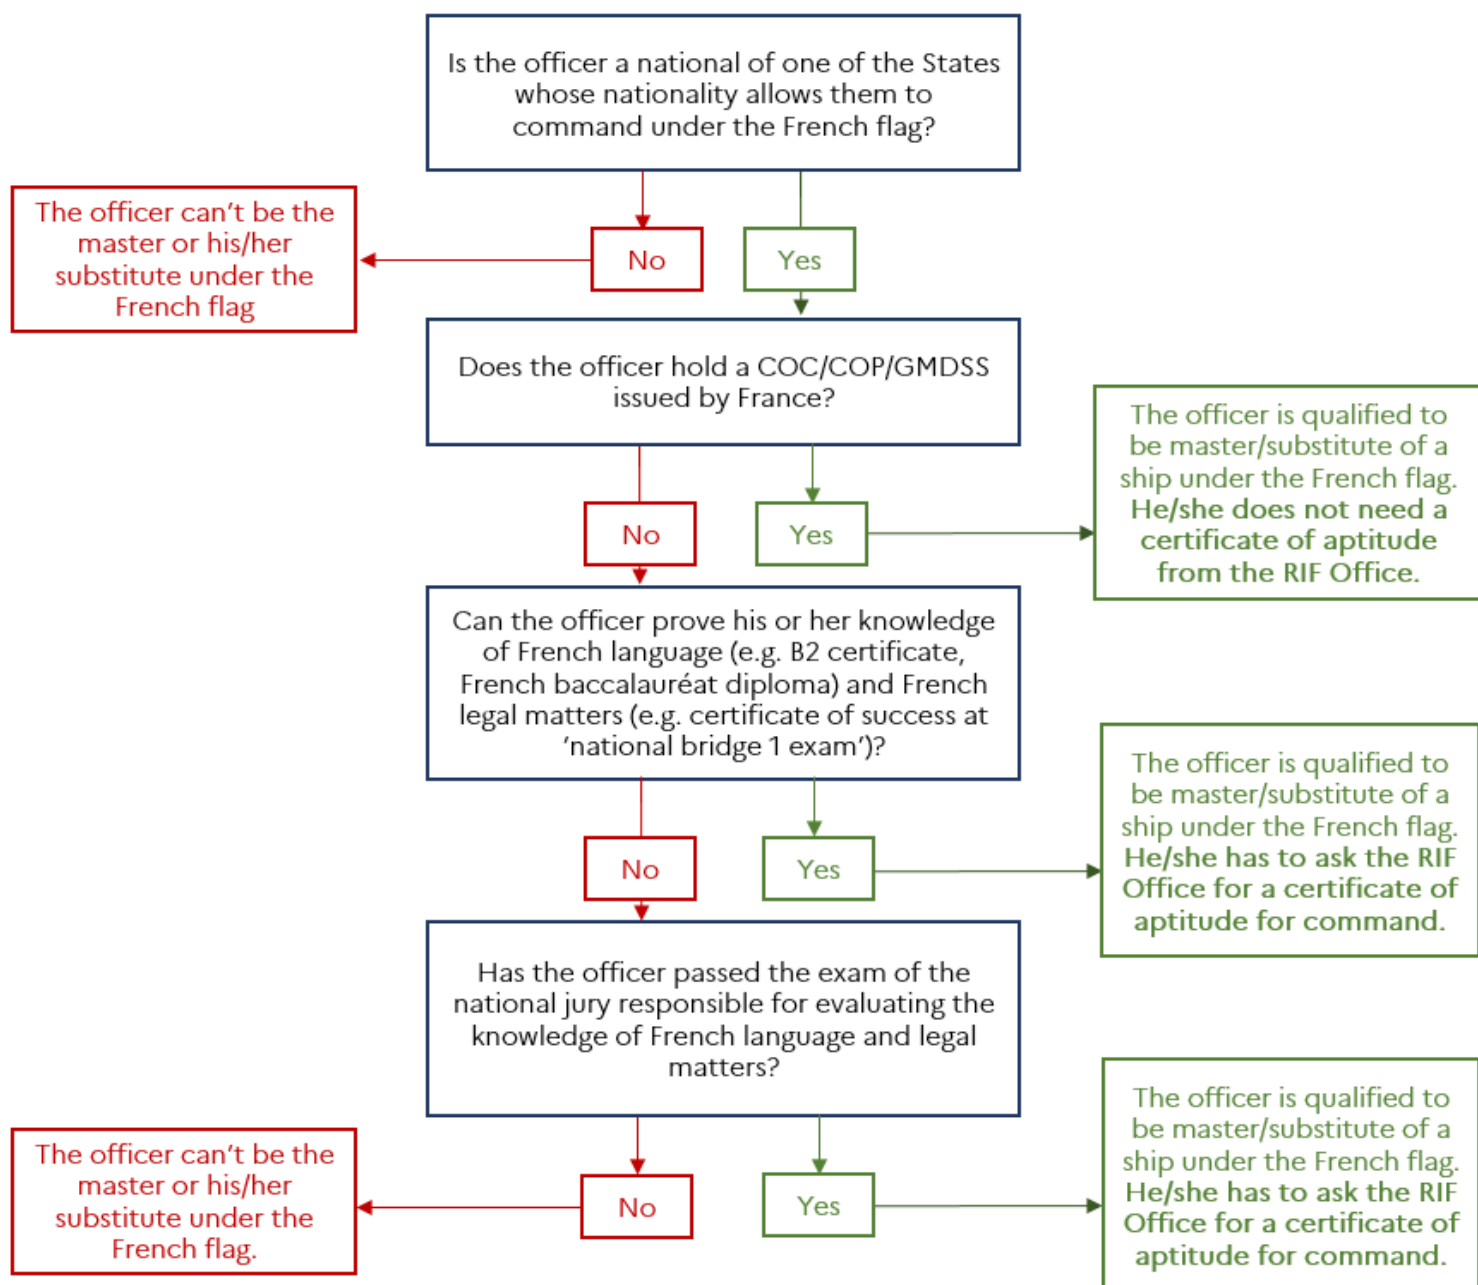 Is the officer a national of one of the States
whose nationality allows them to
command under the French flag?
The officer can't be the
master or his/her
substitute under the
French flag
No
Yes
Does the officer hold a COC/COP/GMDSS
issued by France?
The officer is qualified to
be master/substitute of a
ship under the French flag.
He/she does not need a
certificate of aptitude
from the RIF Office.
No
Yes
Can the officer prove his or her knowledge
of French language (e.g. B2 certificate,
French baccalauréat diploma) and French
legal matters (e.g. certificate of success at
‘national bridge 1 exam’)?
The officer is qualified to
be master/substitute of a
ship under the French flag.
He/she has to ask the RIF
Office for a certificate of
aptitude for command.
No
Yes
Has the officer passed the exam of the
national jury responsible for evaluating the
knowledge of French language and legal
matters?
The officer is qualified to
be master/substitute of a
ship under the French flag.
He/she has to ask the RIF
Office for a certificate of
aptitude for command.
The officer can't be the
master or his/her
substitute under the
French flag.
No
Yes